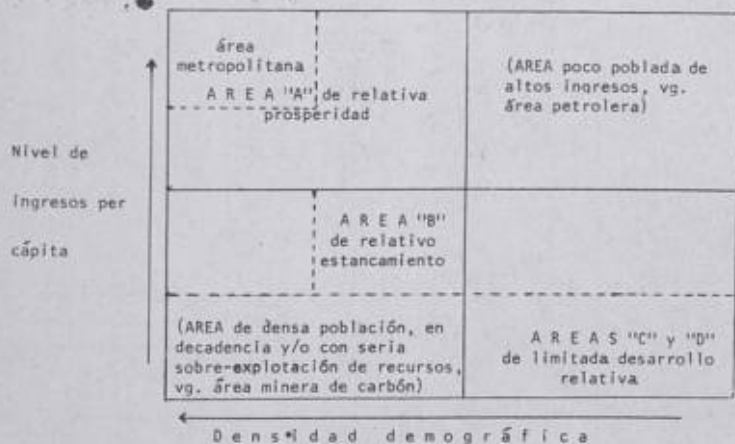 área
metropolitana
A R E A "A" de relativa
prosperidad
(AREA poco poblada de
altos ingresos, vg.
área petrolera)
Nivel de
ingresos per
cápita
A R E A "B"
de relativo
estancamiento
(AREA de densa población, en
decadencia y/o con seria
sobre-explotación de recursos,
vg. área minera de carbón)
A R E A S "C" y "D"
de limitada desarrollo
relativa
D e n s i d a d d e m o g r á f i c a